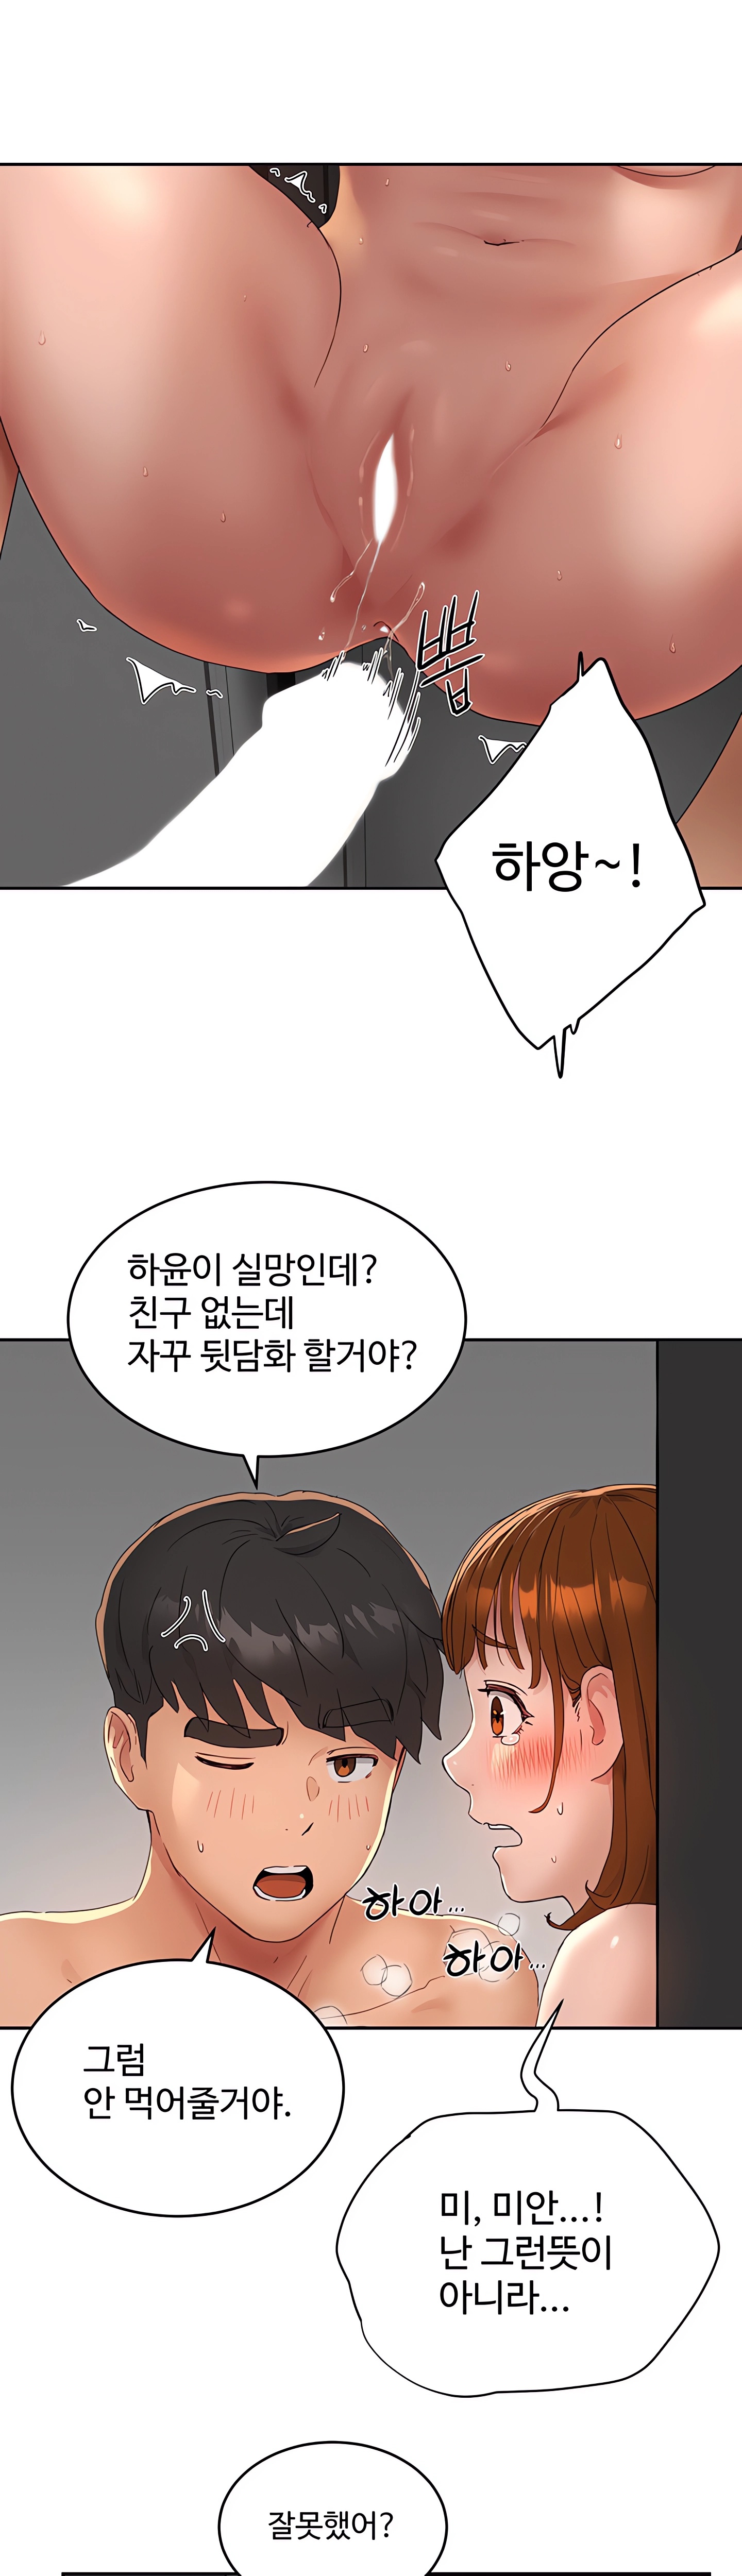 뽑
하앙~!
하윤이 실망인데?
친구 없는데
자꾸 뒷담화 할거야?
하아...
하아...
그럼
안 먹어줄거야.
미, 미안...!
난 그런뜻이
아니라...
잘못했어?